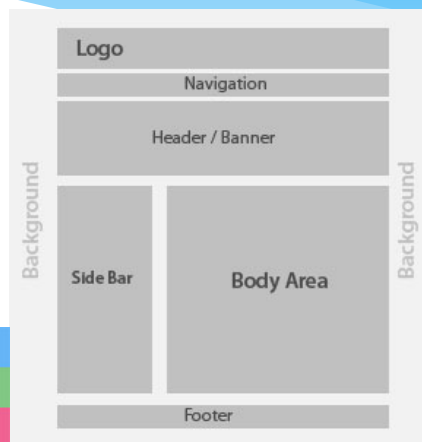 Logo
Navigation
Header / Banner
Background
Background
Side Bar
Body Area
Footer